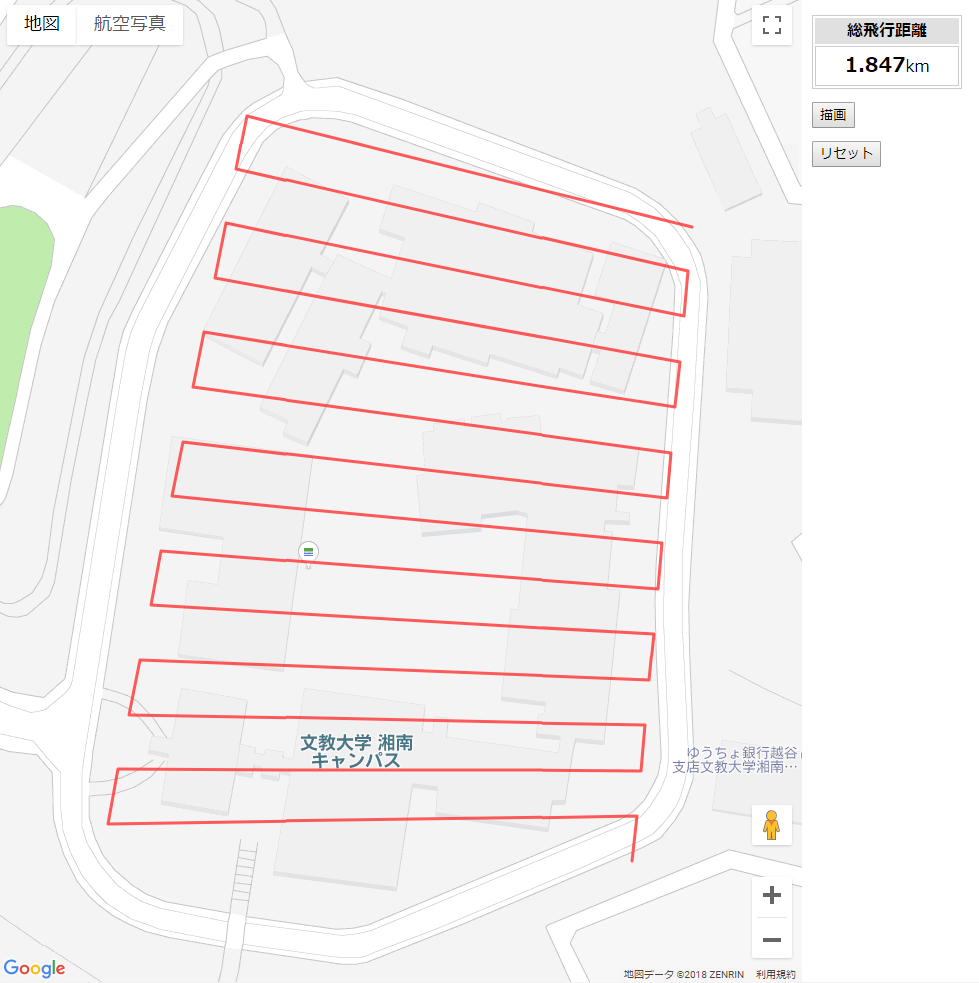 地図 航空写真
総飛行距離
1.847km
描画
リセット
文教大学 湘南
キャンパス
ゆうちょ銀行越谷
支店文教大学湘南…
Google
地図データ ©2018 ZENRIN 利用規約